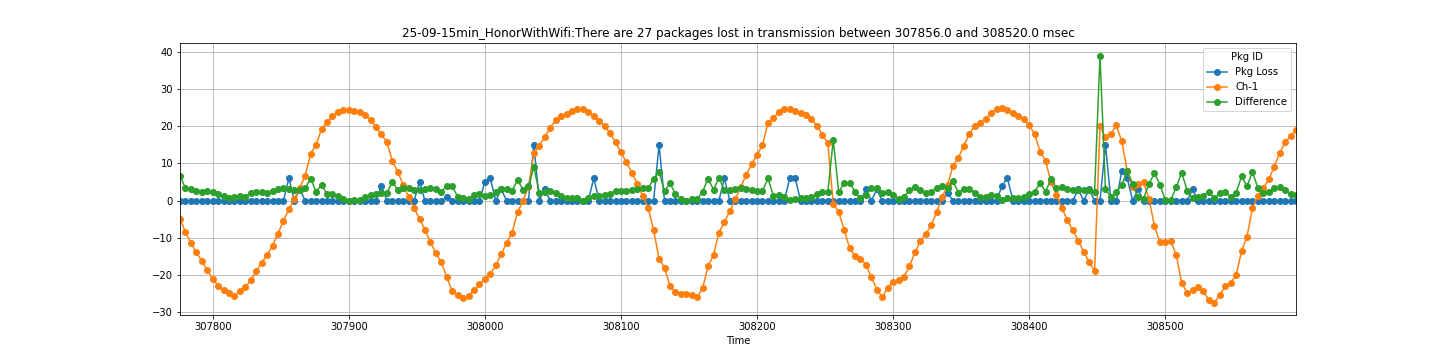 25-09-15min_HonorWithWifi:There are 27 packages lost in transmission between 307856.0 and 308520.0 msec
Pkg ID
Pkg Loss
Ch-1
Difference
40
30
20
10
0
−10
−20
−30
307800 307900 308000 308100 308200 308300 308400 308500
Time